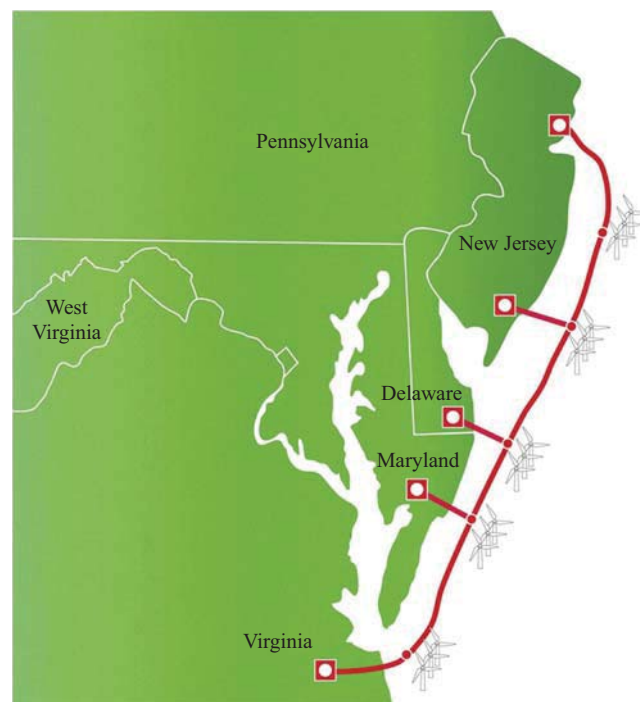 Pennsylvania
New Jersey
West
Virginia
Delaware
Maryland
Virginia